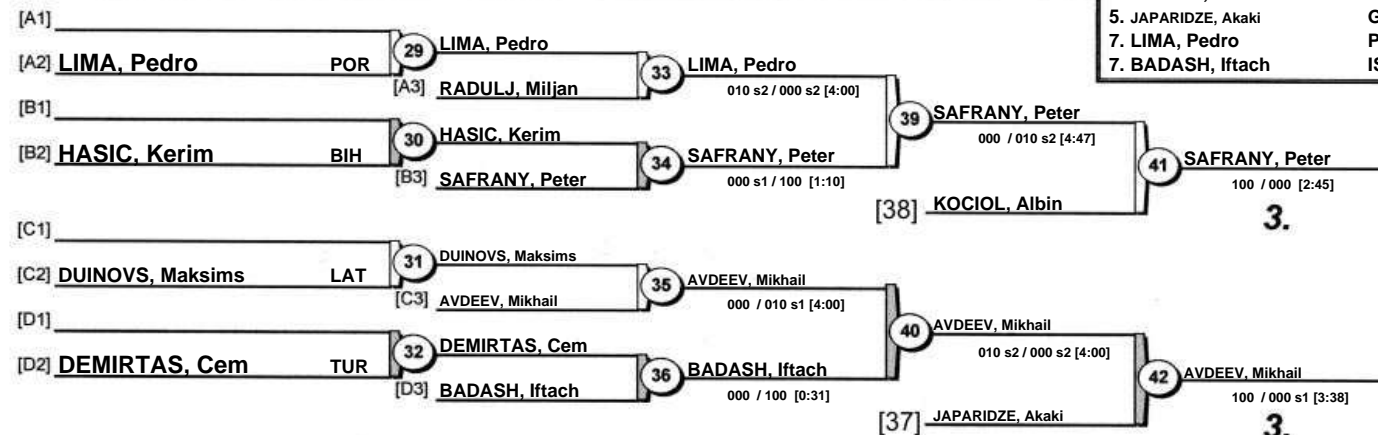 5. JAPARIDZE, Akaki G
7. LIMA, Pedro P
7. BADASH, Iftach IS
[A1]
29 LIMA, Pedro
[A2] LIMA, Pedro POR
33 LIMA, Pedro
[A3] RADULJ, Miljan
010 s2 / 000 s2 [4:00]
[B1]
39 SAFRANY, Peter
000 / 010 s2 [4:47]
30 HASIC, Kerim
[B2] HASIC, Kerim BIH
34 SAFRANY, Peter
41 SAFRANY, Peter
[B3] SAFRANY, Peter
000 s1 / 100 [1:10]
100 / 000 [2:45]
[38] KOCIOL, Albin
3.
[C1]
31 DUINOVS, Maksims
[C2] DUINOVS, Maksims LAT
35 AVDEEV, Mikhail
[C3] AVDEEV, Mikhail
000 / 010 s1 [4:00]
[D1]
40 AVDEEV, Mikhail
010 s2 / 000 s2 [4:00]
32 DEMIRTAS, Cem
[D2] DEMIRTAS, Cem TUR
36 BADASH, Iftach
42 AVDEEV, Mikhail
[D3] BADASH, Iftach
000 / 100 [0:31]
100 / 000 s1 [3:38]
[37] JAPARIDZE, Akaki
3.